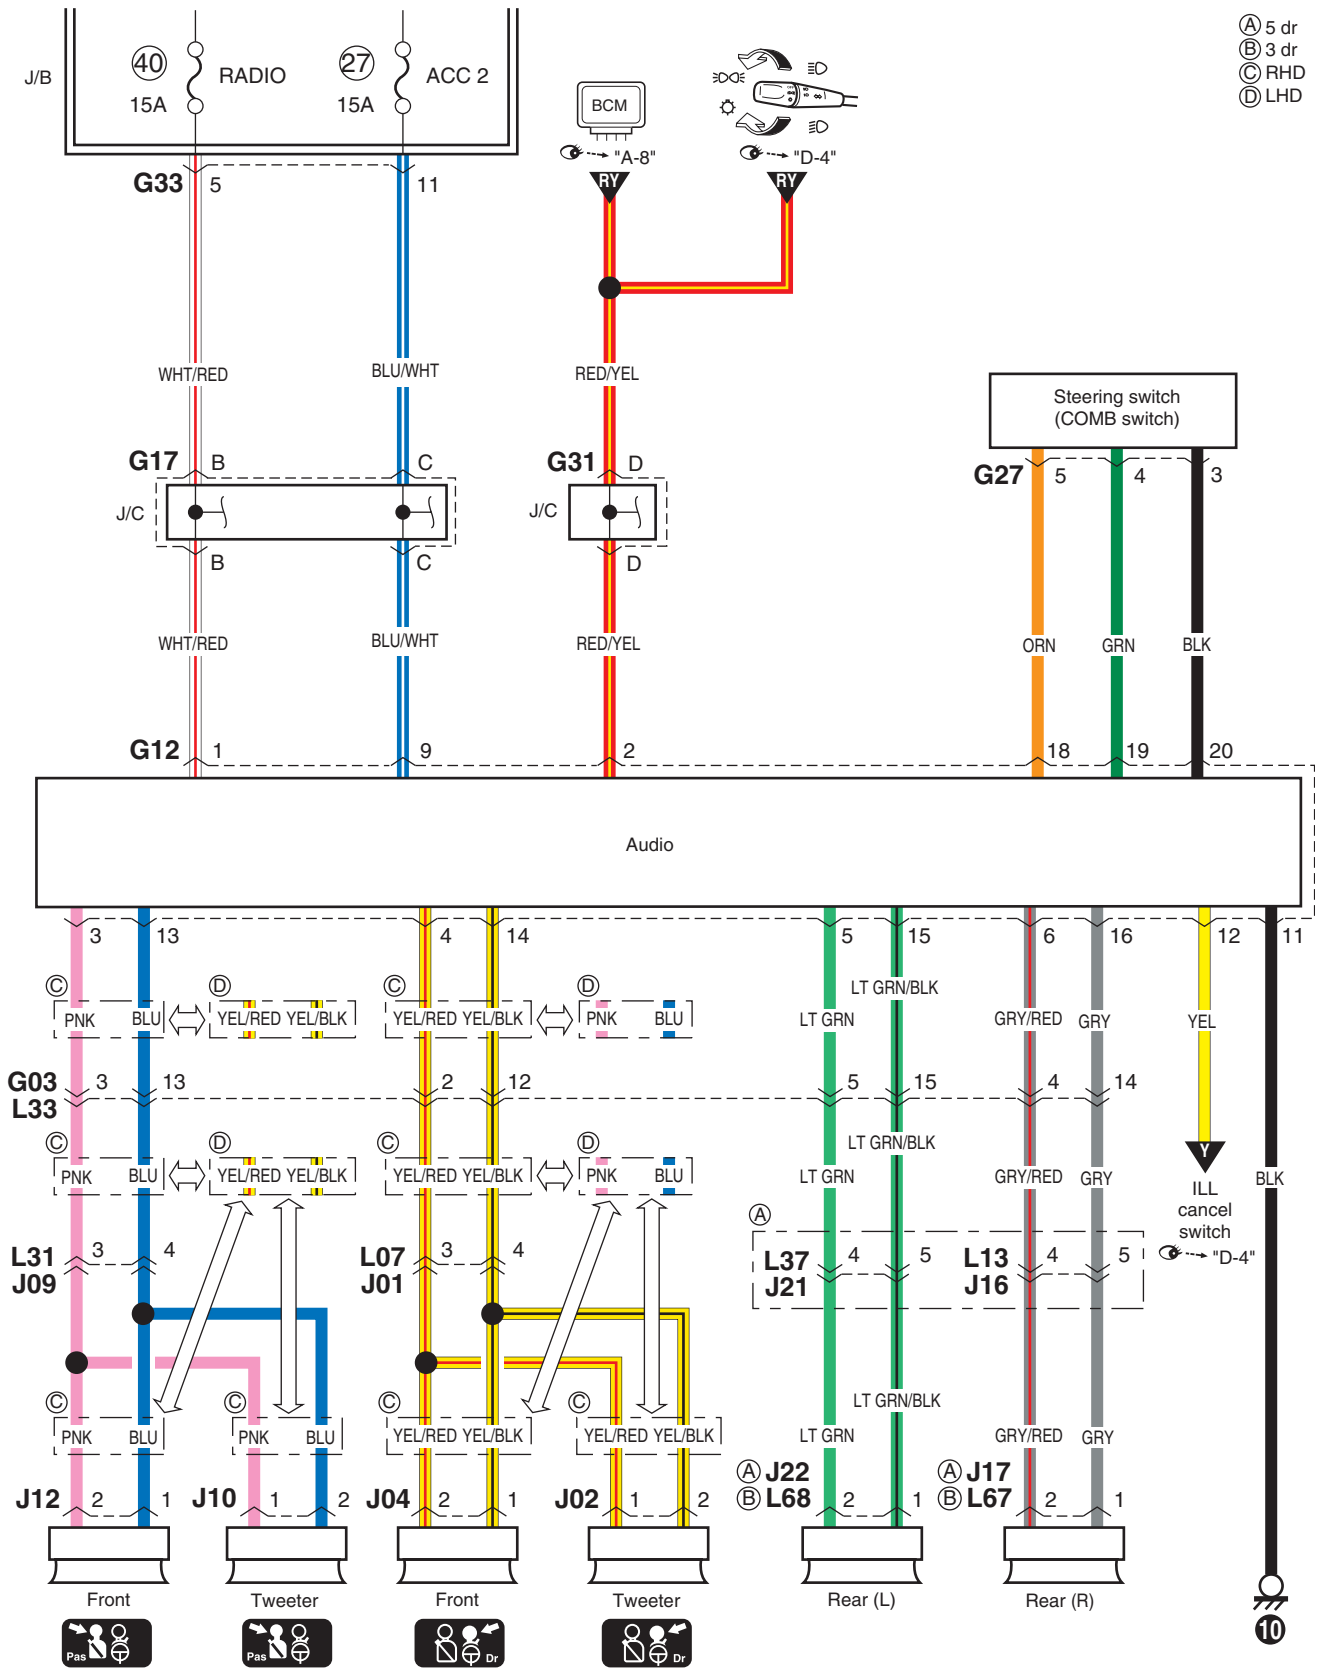 J/B
40
RADIO
15A
27
ACC 2
15A
BCM
"A-8"
"D-4"
A 5 dr
B 3 dr
C RHD
D LHD
RY
RY
G33 5
11
WHT/RED
BLU/WHT
RED/YEL
Steering switch
(COMB switch)
G17 B
C
G31 D
G27 5
4
3
J/C
J/C
B
C
D
WHT/RED
BLU/WHT
RED/YEL
ORN
GRN
BLK
G12 1
9
2
18
19
20
Audio
3
13
4
14
5
15
6
16
12
11
C
D
C
D
LT GRN/BLK
PNK
BLU
YEL/RED YEL/BLK
YEL/RED YEL/BLK
PNK
BLU
LT GRN
GRY/RED
GRY
YEL
G03 3
13
2
12
5
15
4
14
L33
C
D
C
D
LT GRN/BLK
Y
PNK
BLU
YEL/RED YEL/BLK
YEL/RED YEL/BLK
PNK
BLU
LT GRN
GRY/RED
GRY
BLK
ILL
cancel
switch
"D-4"
A
L31 3
4
L07 3
4
L37 4
5
L13 4
5
J09
J01
J21
J16
C
C
C
C
LT GRN/BLK
PNK
BLU
PNK
BLU
YEL/RED YEL/BLK
YEL/RED YEL/BLK
LT GRN
GRY/RED
GRY
A J22
A J17
B L68
B L67
J12 2
1
J10 1
2
J04 2
1
J02 1
2
2
1
2
1
Front
Tweeter
Front
Tweeter
Rear (L)
Rear (R)
10
Pas
Pas
Dr
Dr